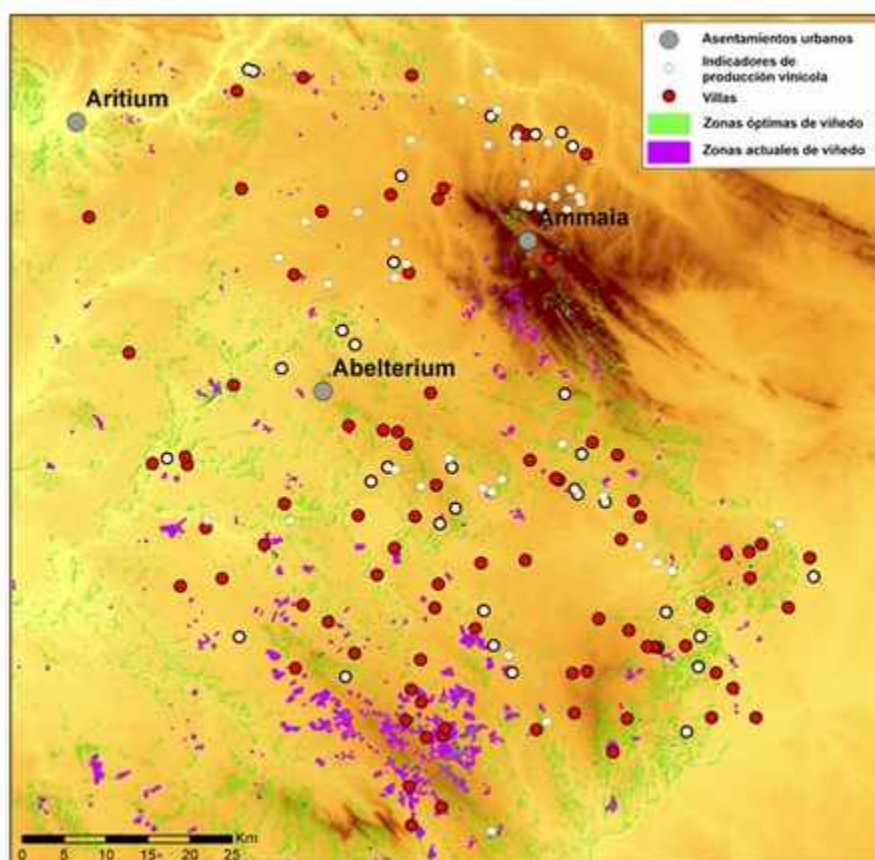 Asentamientos urbanos
Indicadores de
producción vinícola
Villas
Zonas óptimas de viñedo
Zonas actuales de viñedo
Aritium
Ammaia
Abelterium
Km
0 5 10 15 20 25